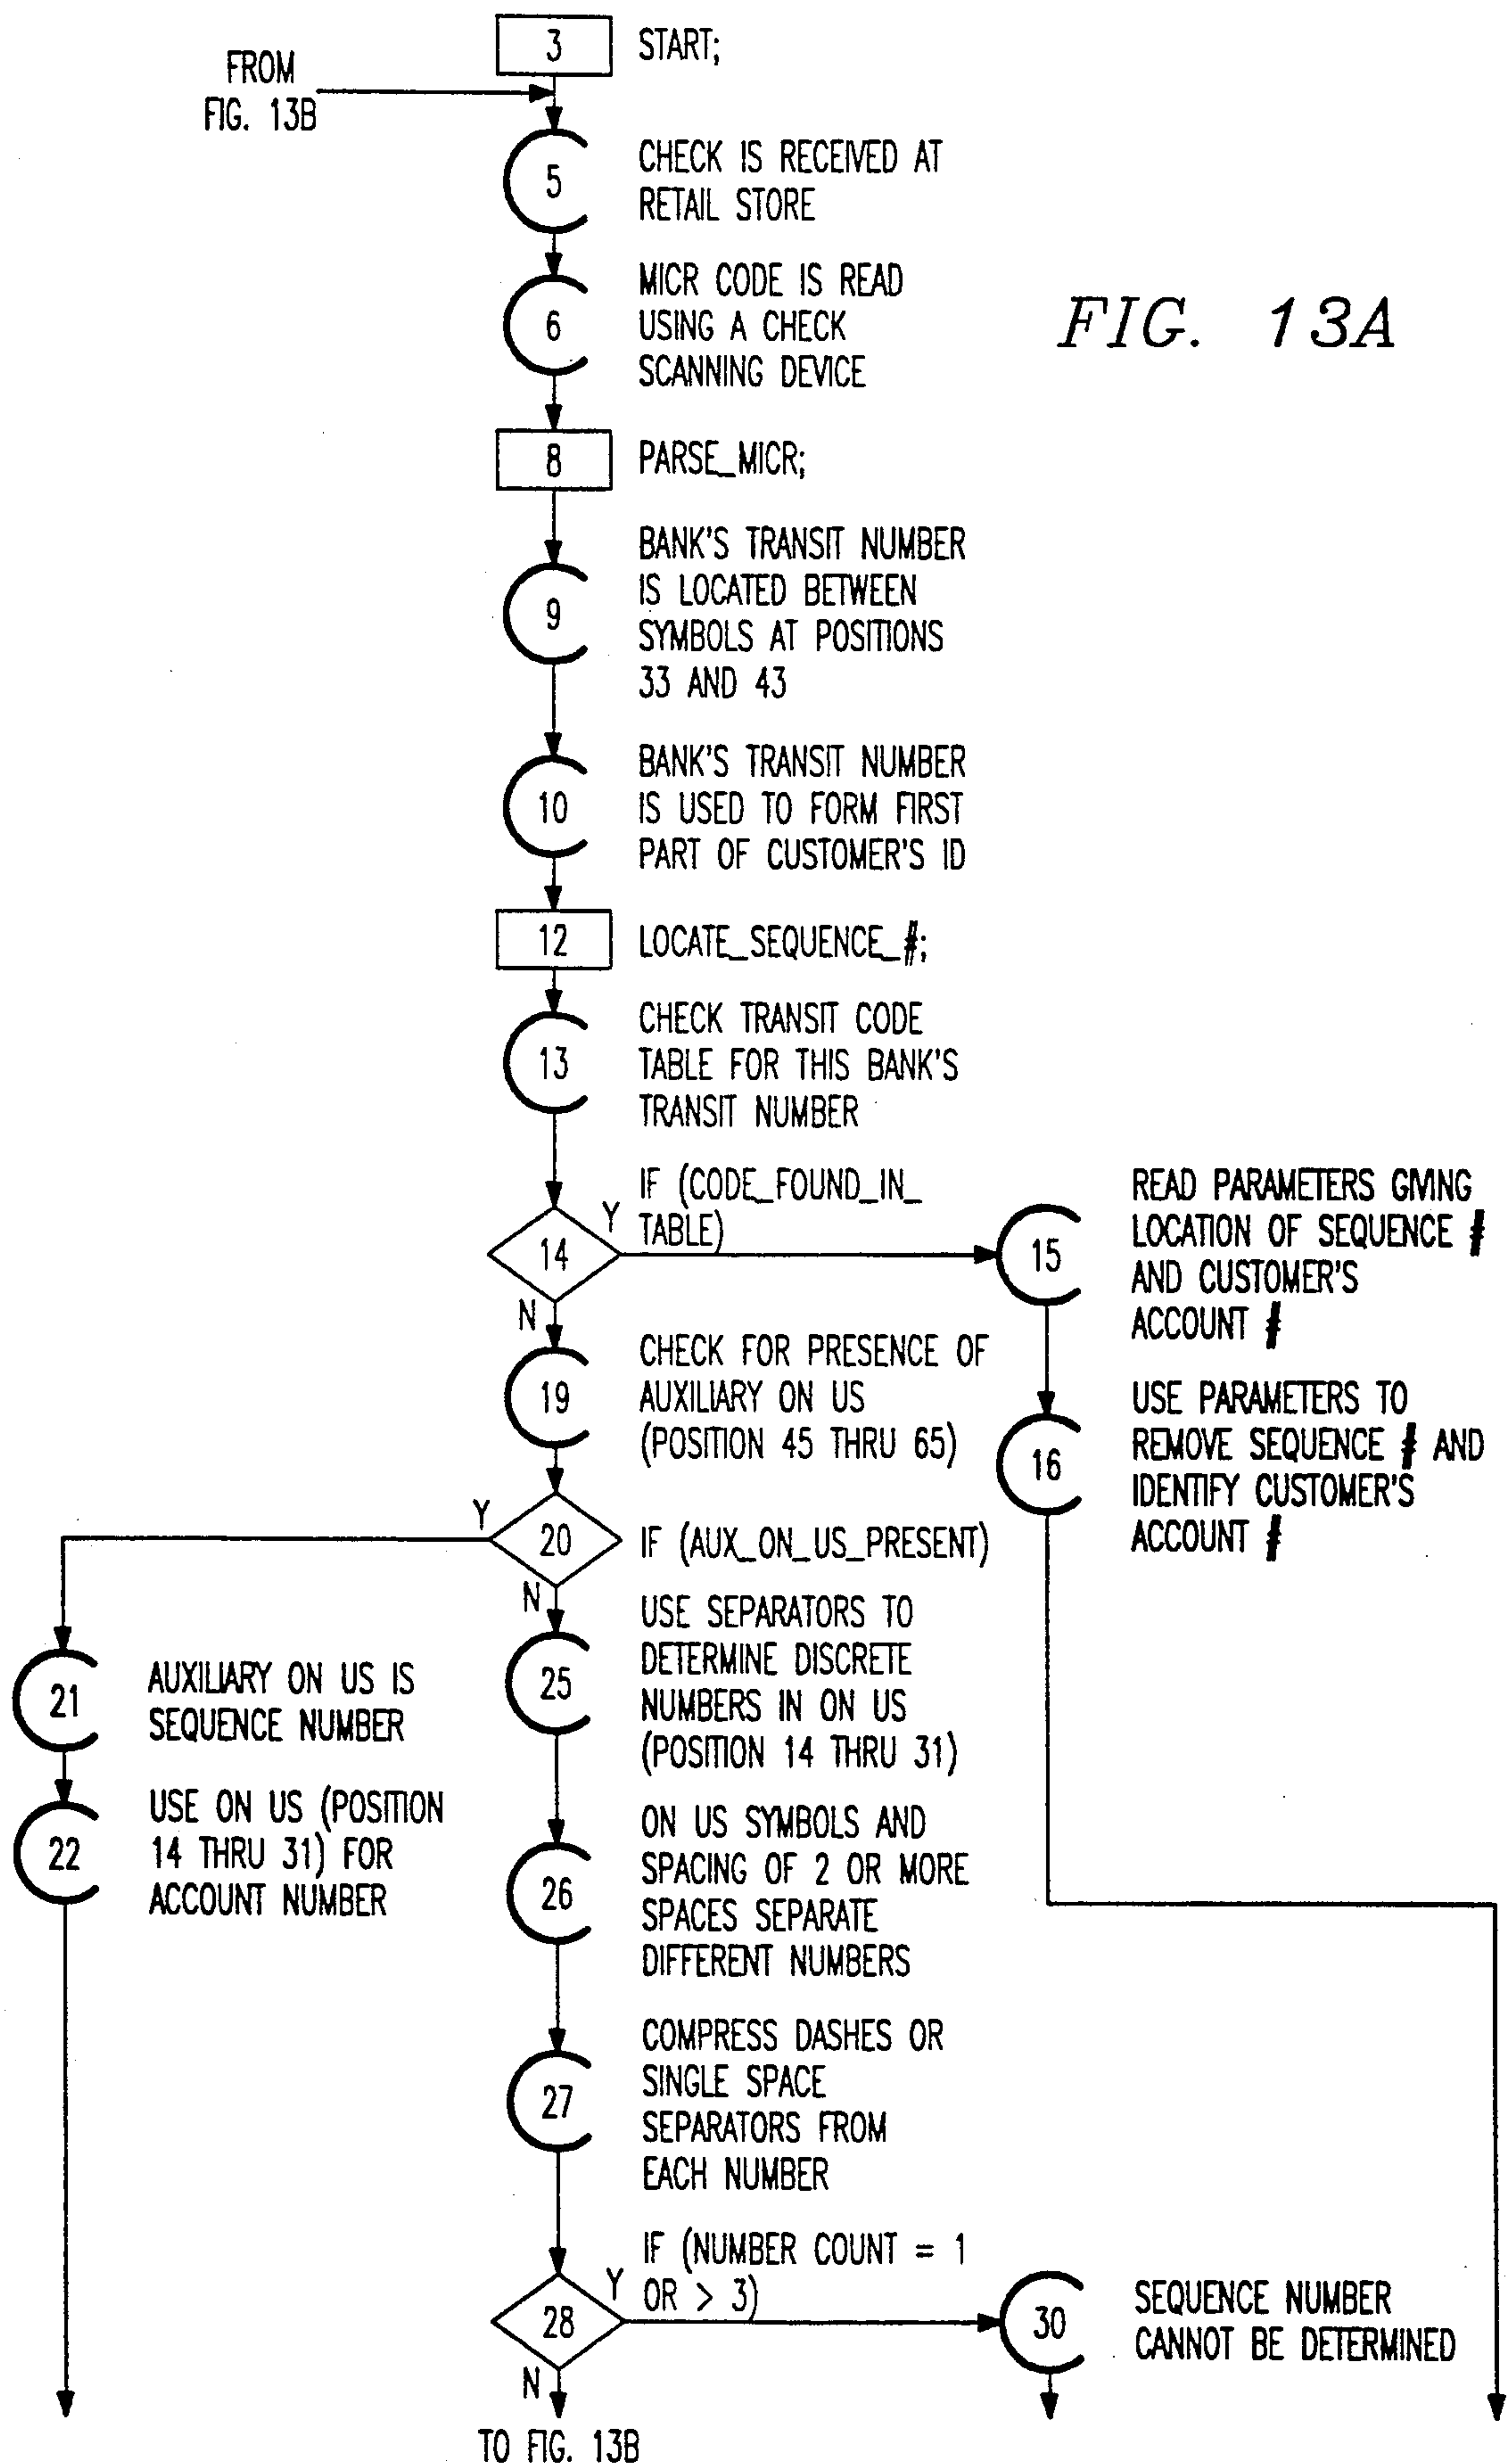 3 START;
FROM
FIG. 13B
5 CHECK IS RECEIVED AT
RETAIL STORE
FIG. 13A
6 MICR CODE IS READ
USING A CHECK
SCANNING DEVICE
8 PARSE_MICR;
9 BANK'S TRANSIT NUMBER
IS LOCATED BETWEEN
SYMBOLS AT POSITIONS
33 AND 43
10 BANK'S TRANSIT NUMBER
IS USED TO FORM FIRST
PART OF CUSTOMER'S ID
12 LOCATE_SEQUENCE_#;
13 CHECK TRANSIT CODE
TABLE FOR THIS BANK'S
TRANSIT NUMBER
14 IF (CODE_FOUND_IN_
TABLE)
Y
N
15 READ PARAMETERS GIVING
LOCATION OF SEQUENCE #
AND CUSTOMER'S
ACCOUNT #
16 USE PARAMETERS TO
REMOVE SEQUENCE # AND
IDENTIFY CUSTOMER'S
ACCOUNT #
19 CHECK FOR PRESENCE OF
AUXILIARY ON US
(POSITION 45 THRU 65)
20 IF (AUX_ON_US_PRESENT)
Y
N
21 AUXILIARY ON US IS
SEQUENCE NUMBER
22 USE ON US (POSITION
14 THRU 31) FOR
ACCOUNT NUMBER
25 USE SEPARATORS TO
DETERMINE DISCRETE
NUMBERS IN ON US
(POSITION 14 THRU 31)
26 ON US SYMBOLS AND
SPACING OF 2 OR MORE
SPACES SEPARATE
DIFFERENT NUMBERS
27 COMPRESS DASHES OR
SINGLE SPACE
SEPARATORS FROM
EACH NUMBER
28 IF (NUMBER COUNT = 1
OR > 3)
Y
N
30 SEQUENCE NUMBER
CANNOT BE DETERMINED
TO FIG. 13B